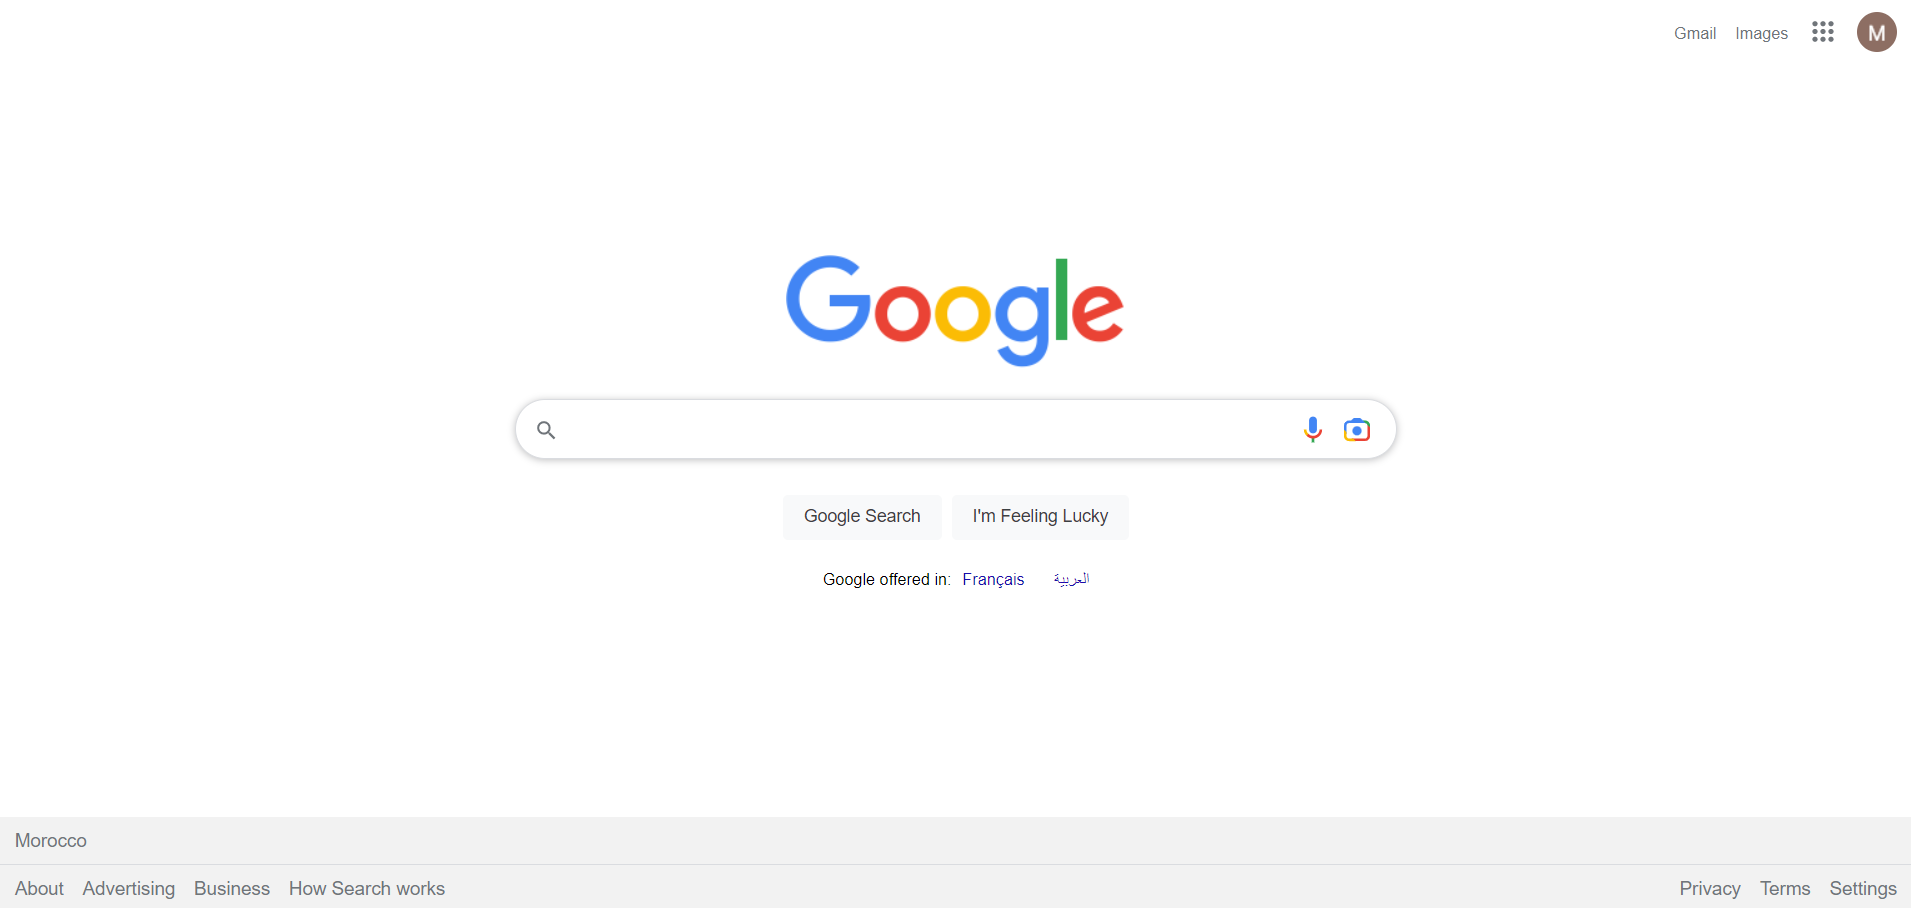 Gmail Images M
Google
Google Search I'm Feeling Lucky
Google offered in: Français العربية
Morocco
About Advertising Business How Search works Privacy Terms Settings